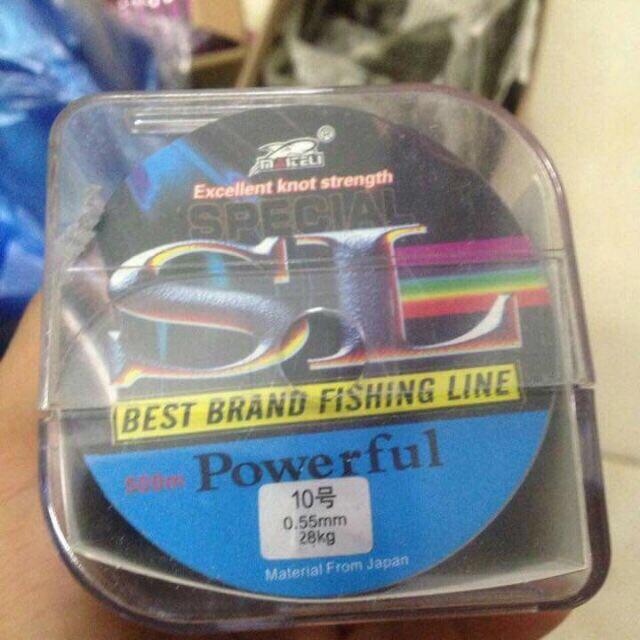 MAKELI ®
Excellent knot strength
SPECIAL
SL
BEST BRAND FISHING LINE
500m Powerful
10号
0.55mm
28kg
Material From Japan